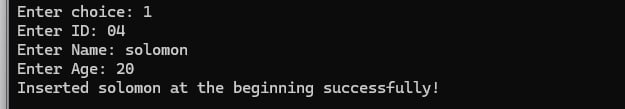 Enter choice: 1
Enter ID: 04
Enter Name: solomon
Enter Age: 20
Inserted solomon at the beginning successfully!